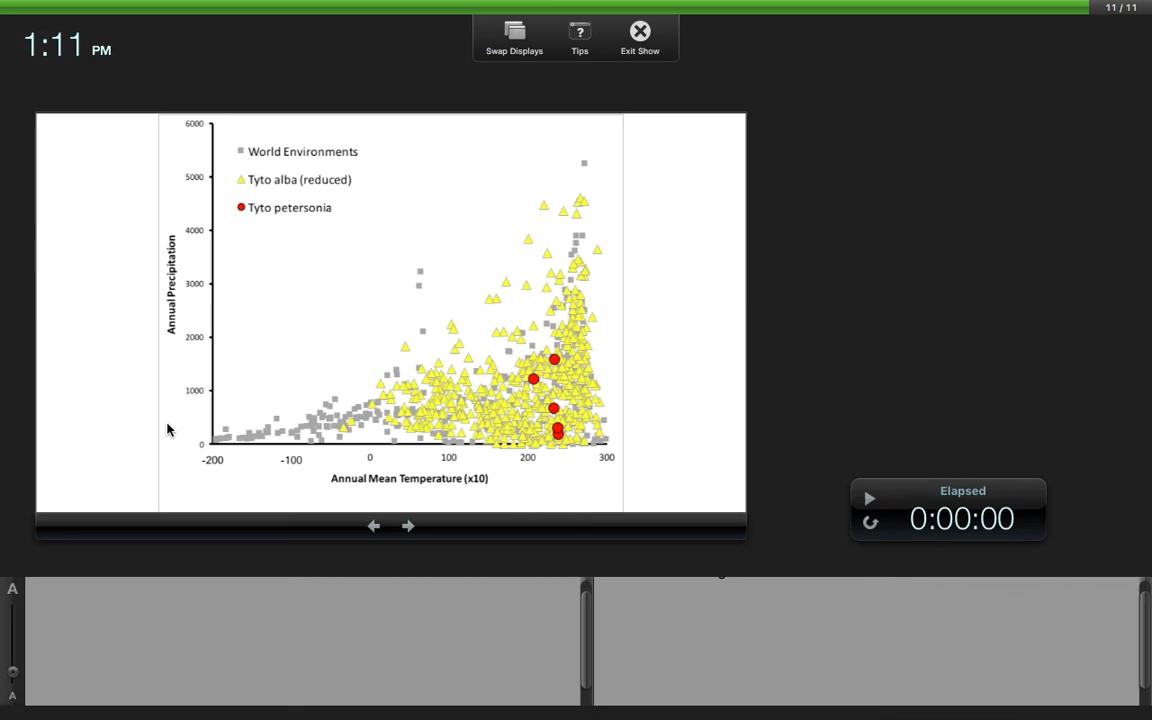 11 / 11
1:11 PM
Swap Displays
Tips
Exit Show
6000
World Environments
5000
Tyto alba (reduced)
Tyto petersonia
4000
Annual Precipitation
3000
2000
1000
0
-200 -100 0 100 200 300
Annual Mean Temperature (x10)
Elapsed
0:00:00
A
A